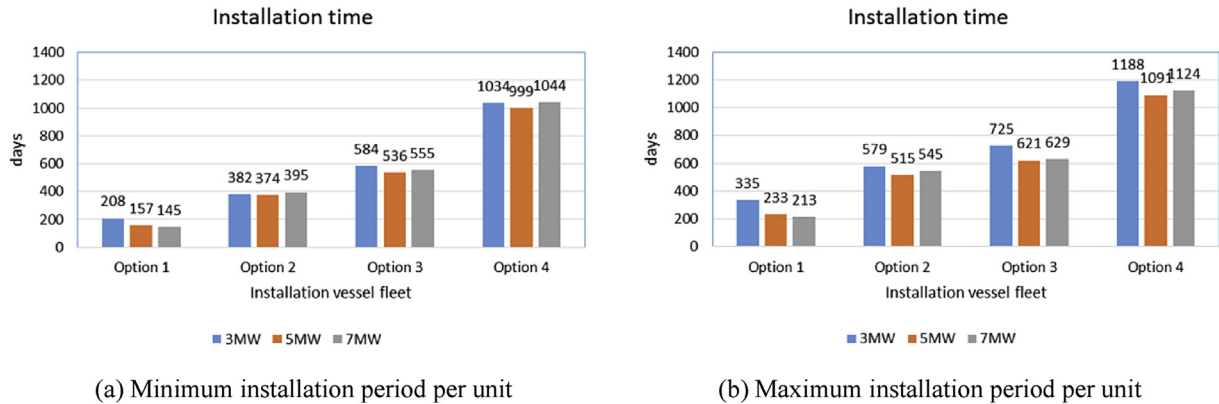 Installation time
1400
1200
1000
800
600
400
200
0
days
208 157 145
382 374 395
584 536 555
1034 999 1044
Option 1 Option 2 Option 3 Option 4
Installation vessel fleet
3MW 5MW 7MW
(a) Minimum installation period per unit
Installation time
1400
1200
1000
800
600
400
200
0
days
335 233 213
579 515 545
725 621 629
1188 1091 1124
Option 1 Option 2 Option 3 Option 4
Installation vessel fleet
3MW 5MW 7MW
(b) Maximum installation period per unit